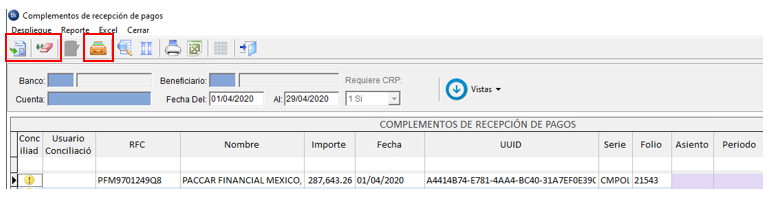 Complementos de recepción de pagos
Despliegue Reporte Excel Cerrar
Banco: Beneficiario: Requiere CRP:
Cuenta: Fecha Del: 01/04/2020 Al: 29/04/2020 1 Si Vistas
COMPLEMENTOS DE RECEPCIÓN DE PAGOS
Conc iliad Usuario Conciliació RFC Nombre Importe Fecha UUID Serie Folio Asiento Periodo
PFM9701249Q8 PACCAR FINANCIAL MEXICO, 287,643.26 01/04/2020 A4414B74-E781-4AA4-BC40-31A7EF0E39C CMPOL 21543